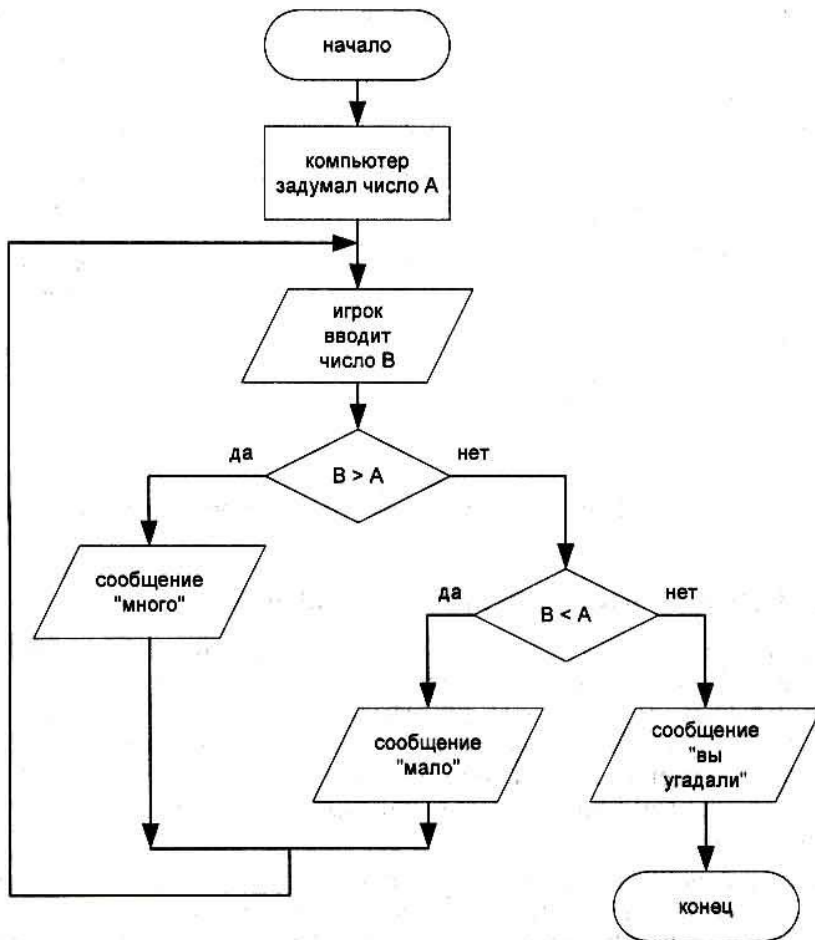 начало
компьютер
задумал число А
игрок
вводит
число В
да
нет
В > А
сообщение
"много"
да
нет
В < А
сообщение
"мало"
сообщение
"вы
угадали"
конец